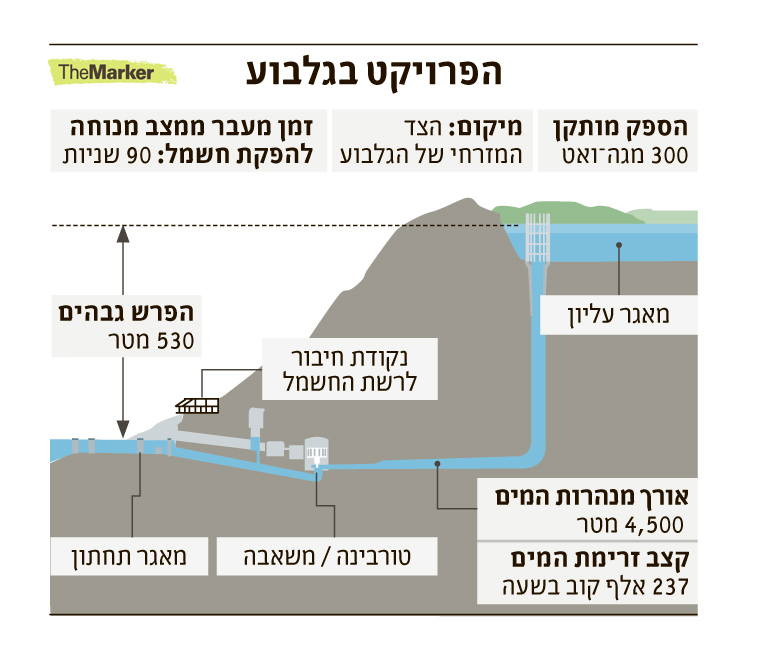 הפרויקט בגלבוע
TheMarker
הספק מותקן
300 מגה־ואט
מיקום: הצד
המזרחי של הגלבוע
זמן מעבר ממצב מנוחה
להפקת חשמל: 90 שניות
מאגר עליון
הפרש גבהים
530 מטר
נקודת חיבור
לרשת החשמל
אורך מנהרות המים
4,500 מטר
קצב זרימת המים
237 אלף קוב בשעה
טורבינה / משאבה
מאגר תחתון